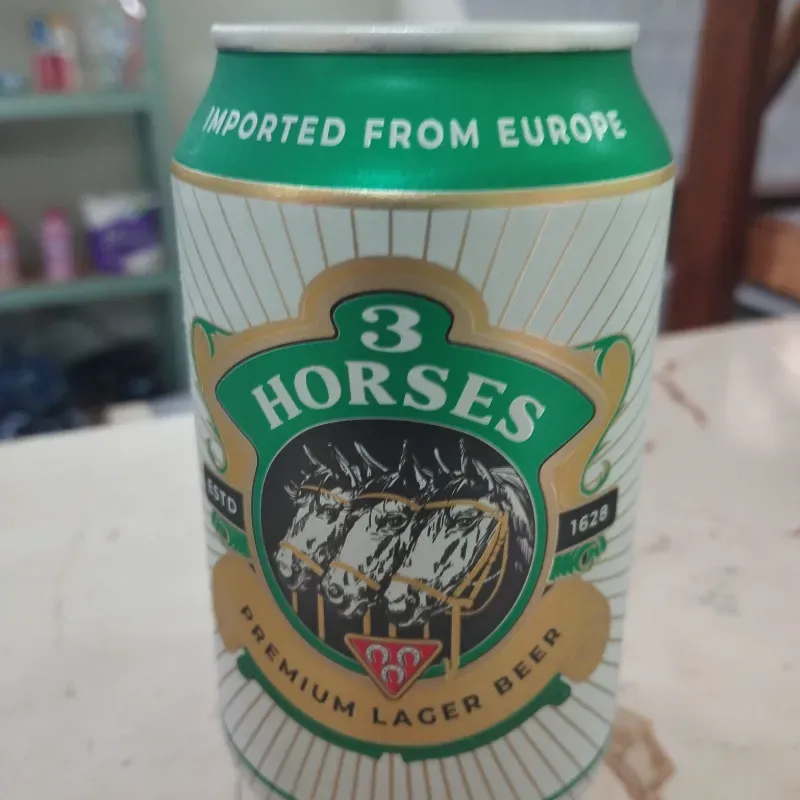 IMPORTED FROM EUROPE
3
HORSES
ESTD
1628
PREMIUM LAGER BEER